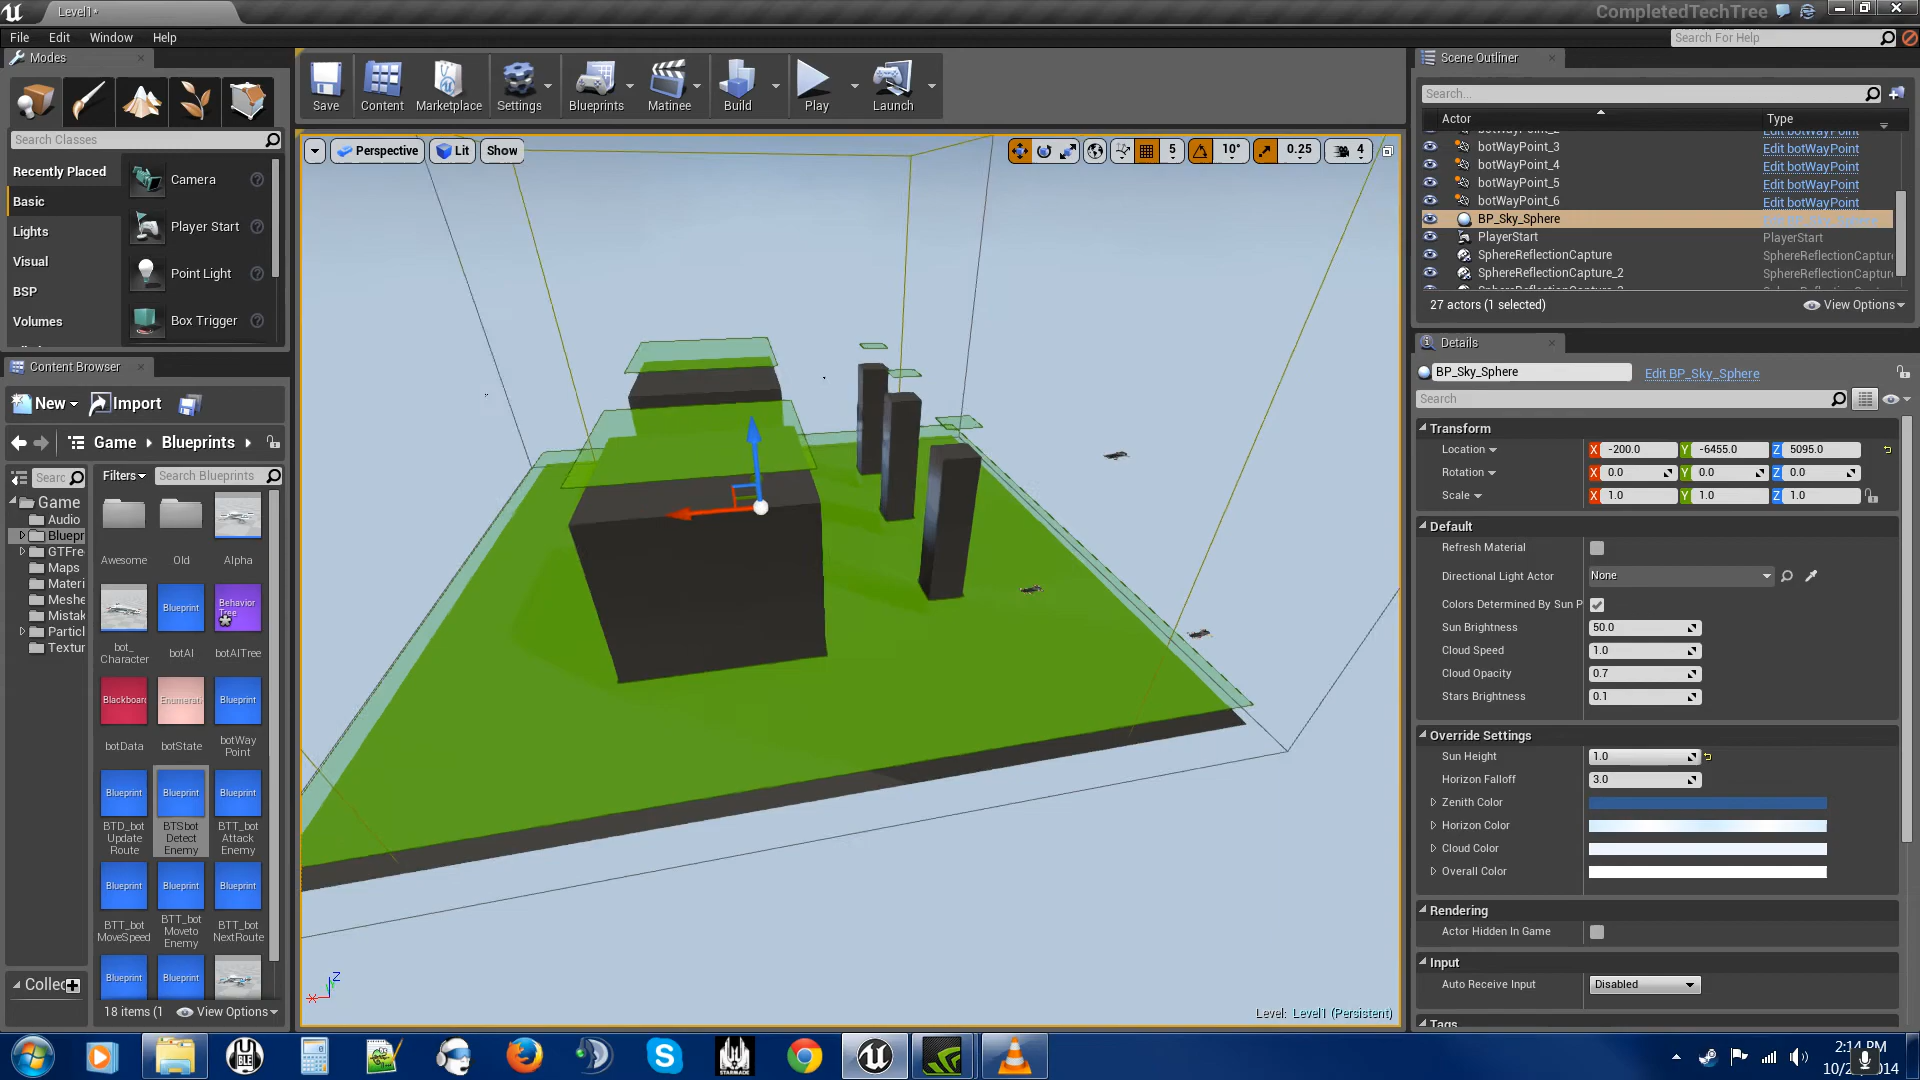 Level1*
CompletedTechTree
File Edit Window Help
Search For Help
Modes
Search Classes
Recently Placed
Basic
Lights
Visual
BSP
Volumes
Camera
Player Start
Point Light
Box Trigger
Save Content Marketplace Settings Blueprints Matinee Build Play Launch
Perspective Lit Show
5 10° 0.25 4
Level: Level1 (Persistent)
Content Browser
New Import
Game Blueprints
Filters Search Blueprints
Game
Audio
Bluepr
GTFre
Maps
Materi
Meshe
Mistak
Particl
Textur
Collec
Awesome Old Alpha
Blueprint Behavior Tree
bot_Character botAI botAITree
Blackboard Enumerati Blueprint
botData botState botWay Point
Blueprint Blueprint Blueprint
BTD_bot Update Route BTSbot Detect Enemy BTT_bot Attack Enemy
Blueprint Blueprint Blueprint
BTT_bot MoveSpeed BTT_bot Moveto Enemy BTT_bot NextRoute
Blueprint Blueprint
18 items (1 View Options
Scene Outliner
Search...
Actor Type
botWayPoint_2 Edit botWayPoint
botWayPoint_3 Edit botWayPoint
botWayPoint_4 Edit botWayPoint
botWayPoint_5 Edit botWayPoint
botWayPoint_6 Edit botWayPoint
BP_Sky_Sphere
PlayerStart PlayerStart
SphereReflectionCapture SphereReflectionCapture
SphereReflectionCapture_2 SphereReflectionCapture
27 actors (1 selected) View Options
Details
BP_Sky_Sphere Edit BP_Sky_Sphere
Search
Transform
Location X -200.0 Y -6455.0 Z 5095.0
Rotation X 0.0 Y 0.0 Z 0.0
Scale X 1.0 Y 1.0 Z 1.0
Default
Refresh Material
Directional Light Actor None
Colors Determined By Sun P
Sun Brightness 50.0
Cloud Speed 1.0
Cloud Opacity 0.7
Stars Brightness 0.1
Override Settings
Sun Height 1.0
Horizon Falloff 3.0
Zenith Color
Horizon Color
Cloud Color
Overall Color
Rendering
Actor Hidden In Game
Input
Auto Receive Input Disabled
Tags
2:14 PM